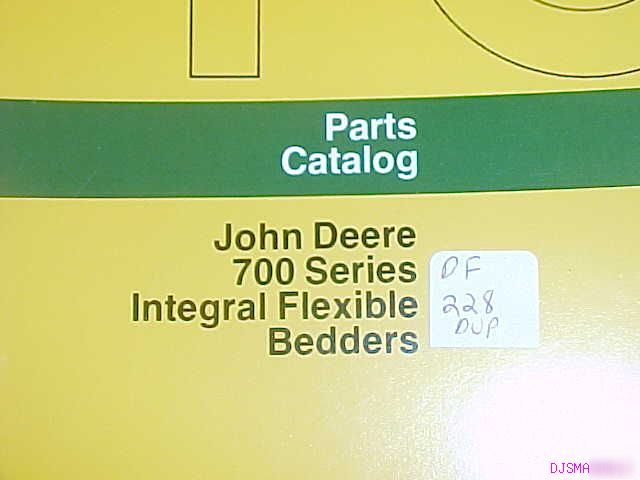 Parts
Catalog
John Deere
700 Series
Integral Flexible
Bedders
DF
228
DUP